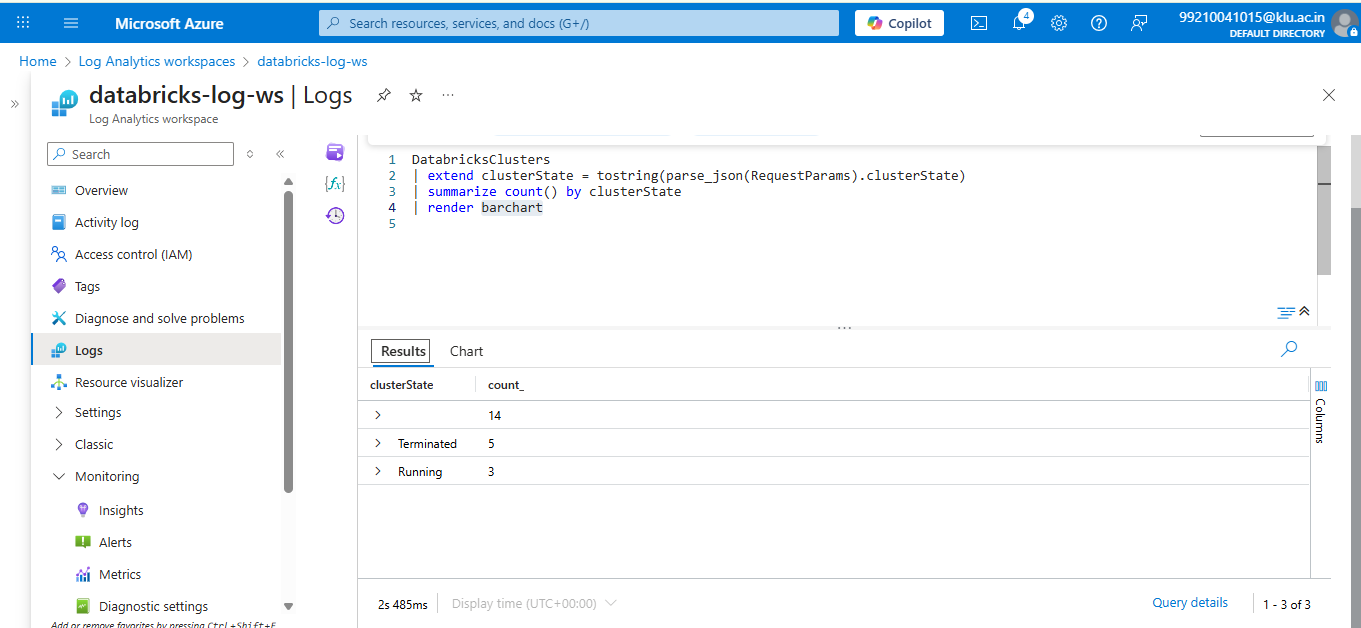 Microsoft Azure
Search resources, services, and docs (G+/)
Copilot
4
99210041015@klu.ac.in
DEFAULT DIRECTORY
Home > Log Analytics workspaces > databricks-log-ws
databricks-log-ws | Logs
Log Analytics workspace
Search
Overview
Activity log
Access control (IAM)
Tags
Diagnose and solve problems
Logs
Resource visualizer
Settings
Classic
Monitoring
Insights
Alerts
Metrics
Diagnostic settings
Add or remove favorites by pressing Ctrl+Shift+F
1 DatabricksClusters
2 | extend clusterState = tostring(parse_json(RequestParams).clusterState)
3 | summarize count() by clusterState
4 | render barchart
5
Results Chart
clusterState count_
14
Terminated 5
Running 3
Columns
2s 485ms Display time (UTC+00:00) Query details 1 - 3 of 3